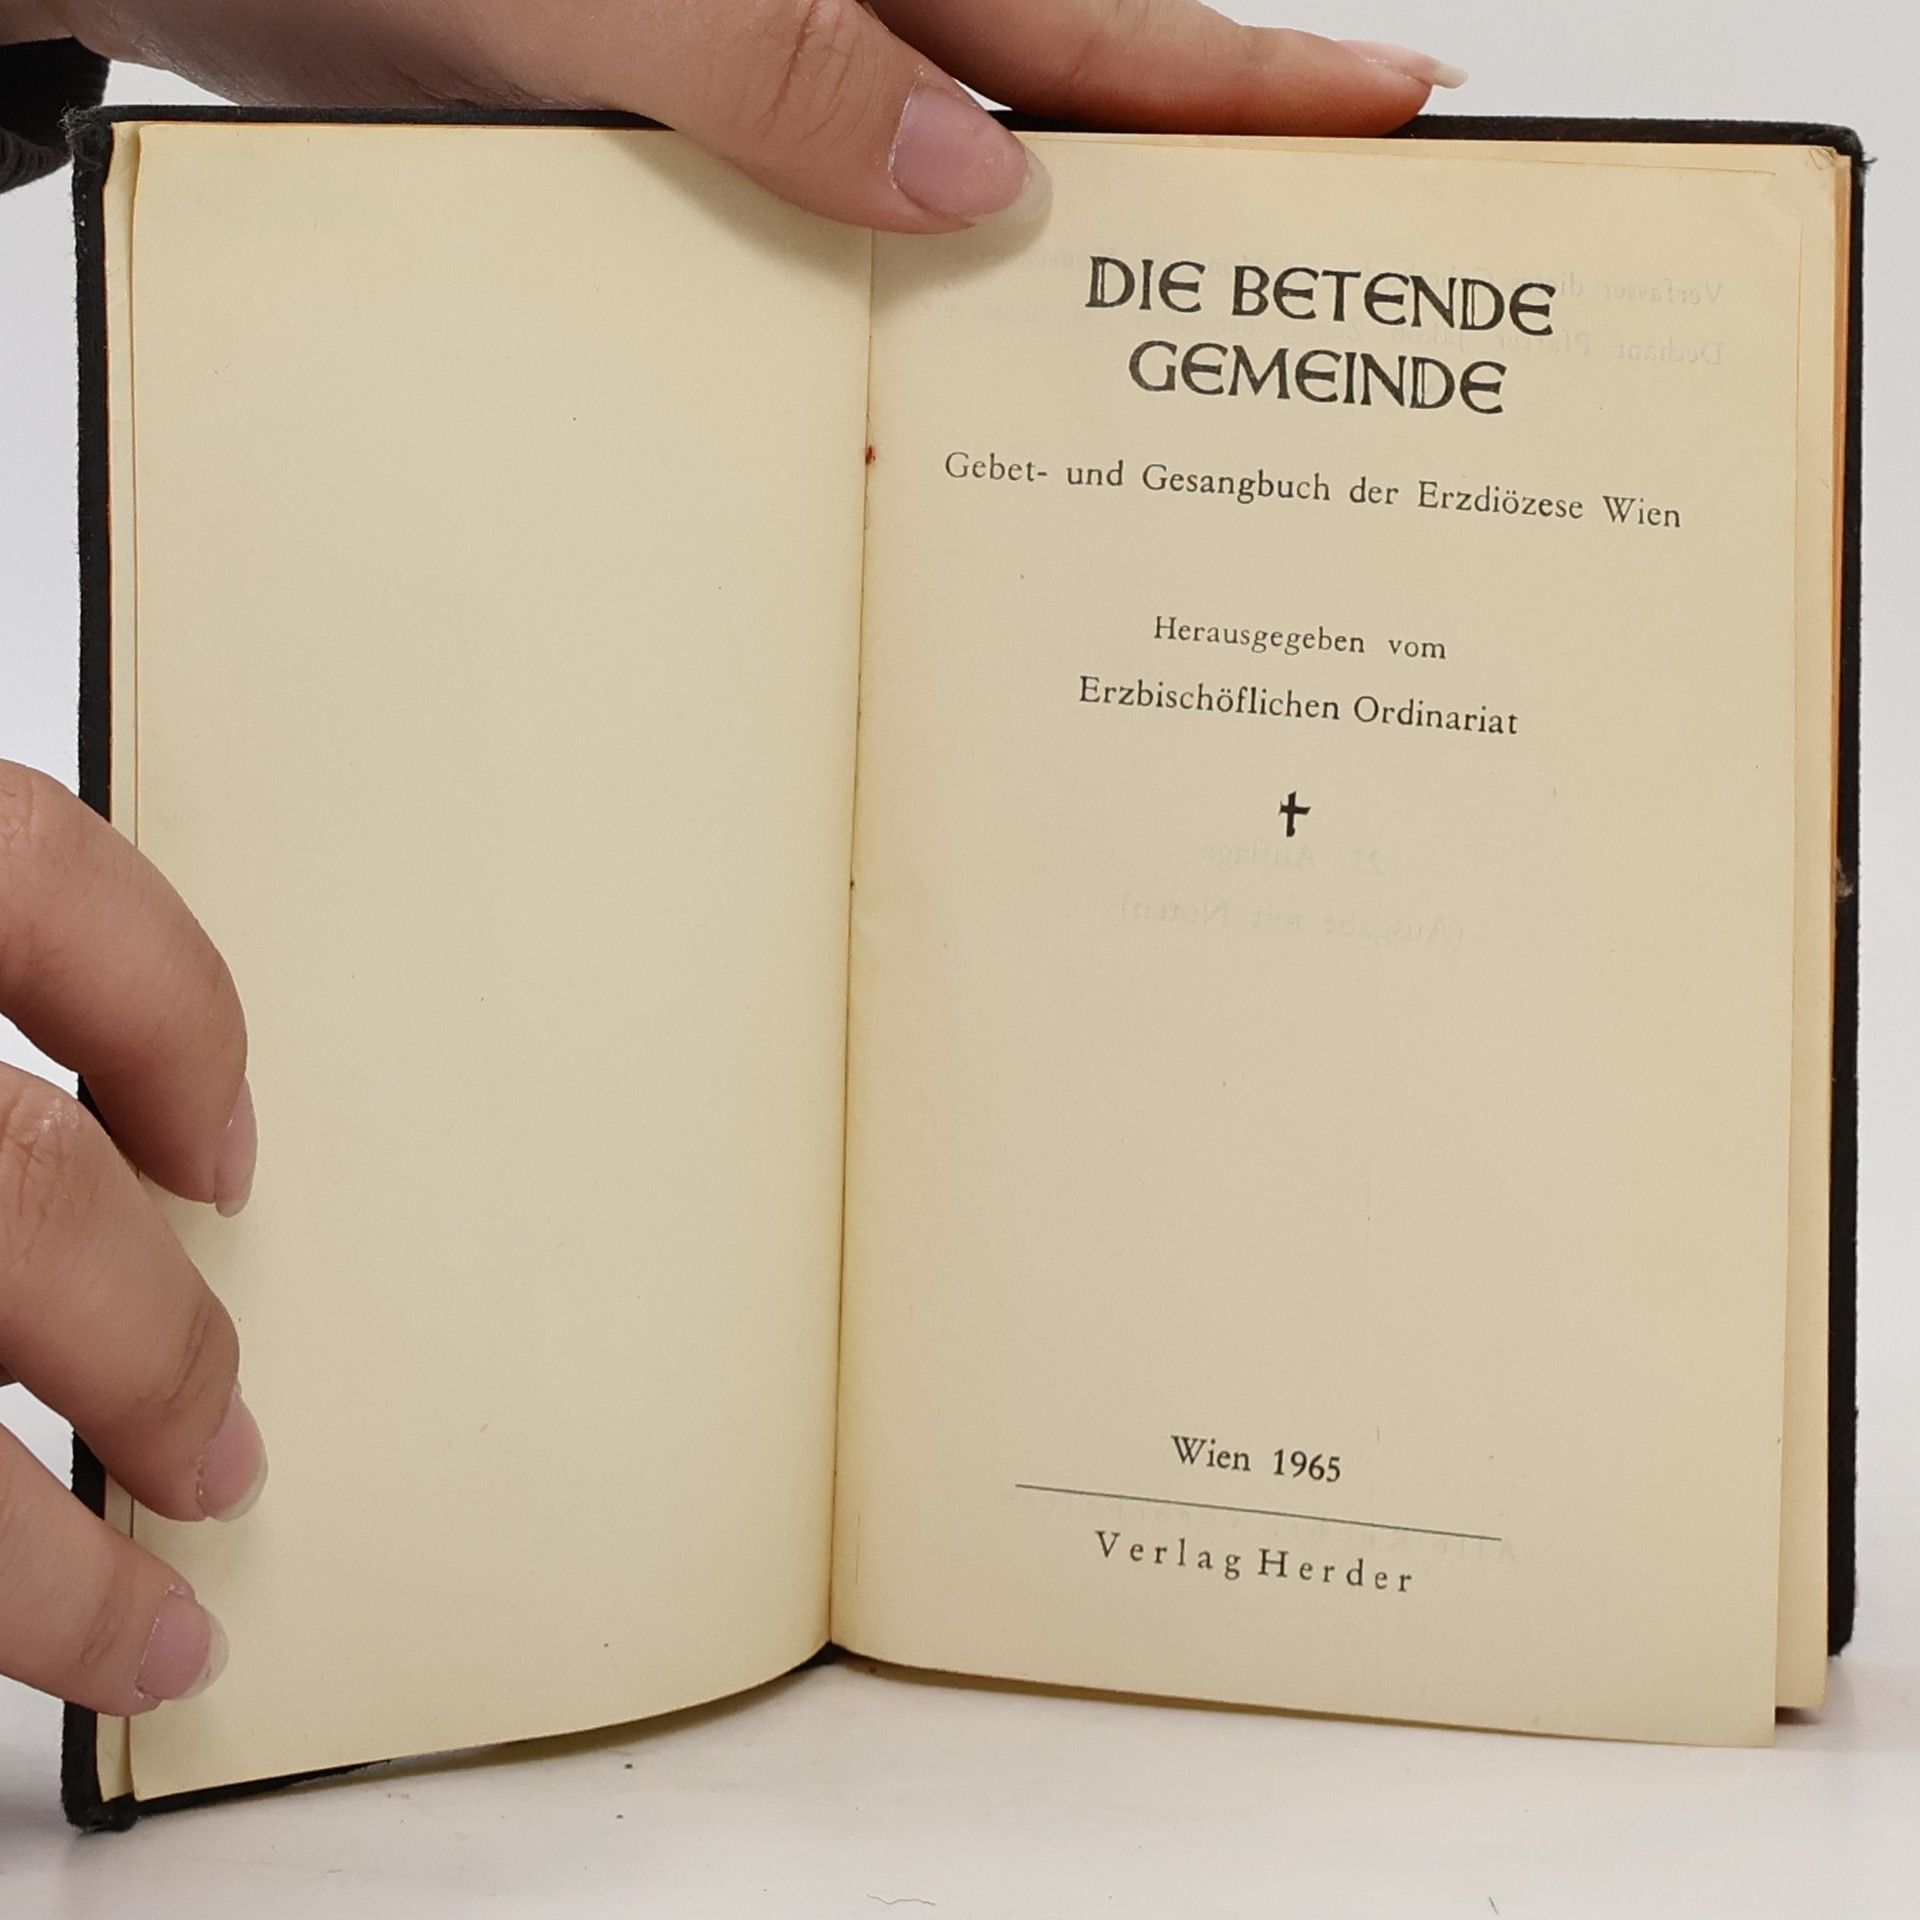 DIE BETENDE
GEMEINDE
Gebet- und Gesangbuch der Erzdiözese Wien
Herausgegeben vom
Erzbischöflichen Ordinariat
Wien 1965
Verlag Herder